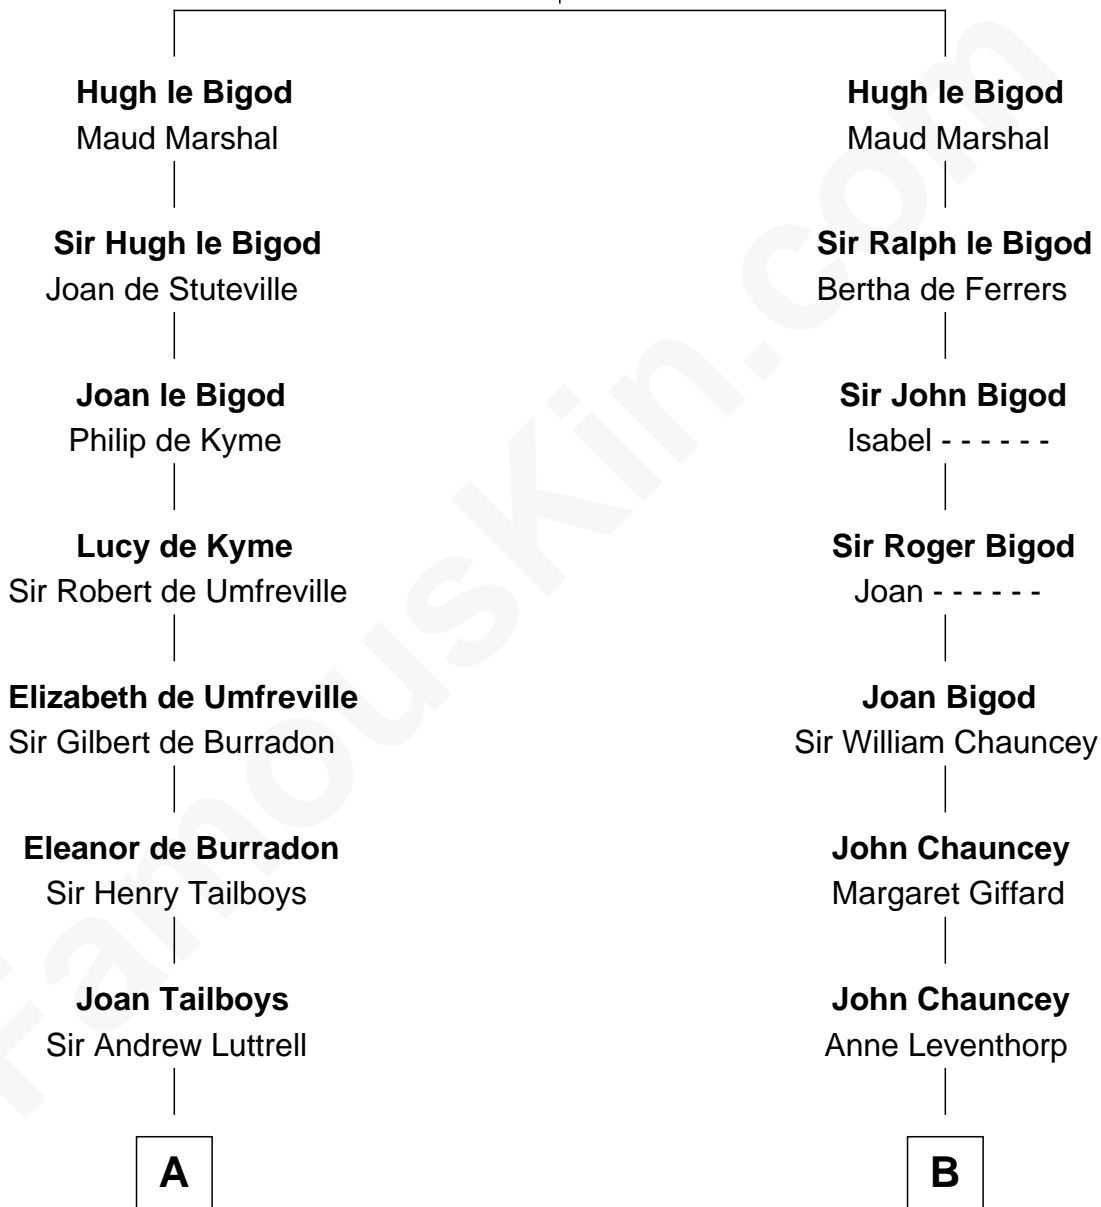 Hugh le Bigod
Maud Marshal
Sir Hugh le Bigod
Joan de Stuteville
Joan le Bigod
Philip de Kyme
Lucy de Kyme
Sir Robert de Umfreville
Elizabeth de Umfreville
Sir Gilbert de Burradon
Eleanor de Burradon
Sir Henry Tailboys
Joan Tailboys
Sir Andrew Luttrell
A
Hugh le Bigod
Maud Marshal
Sir Ralph le Bigod
Bertha de Ferrers
Sir John Bigod
Isabel - - - - - -
Sir Roger Bigod
Joan - - - - - -
Joan Bigod
Sir William Chauncey
John Chauncey
Margaret Giffard
John Chauncey
Anne Leventhorp
B
FamousKin.com